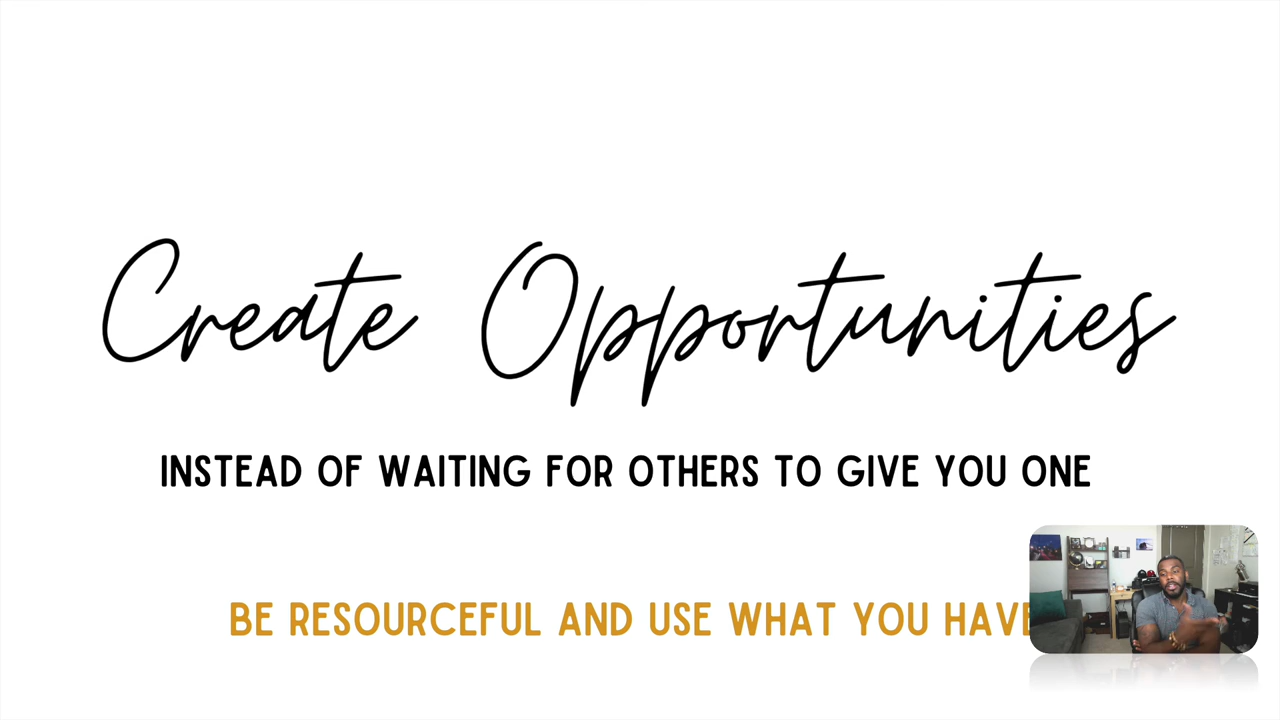 Create Opportunities
INSTEAD OF WAITING FOR OTHERS TO GIVE YOU ONE
BE RESOURCEFUL AND USE WHAT YOU HAVE